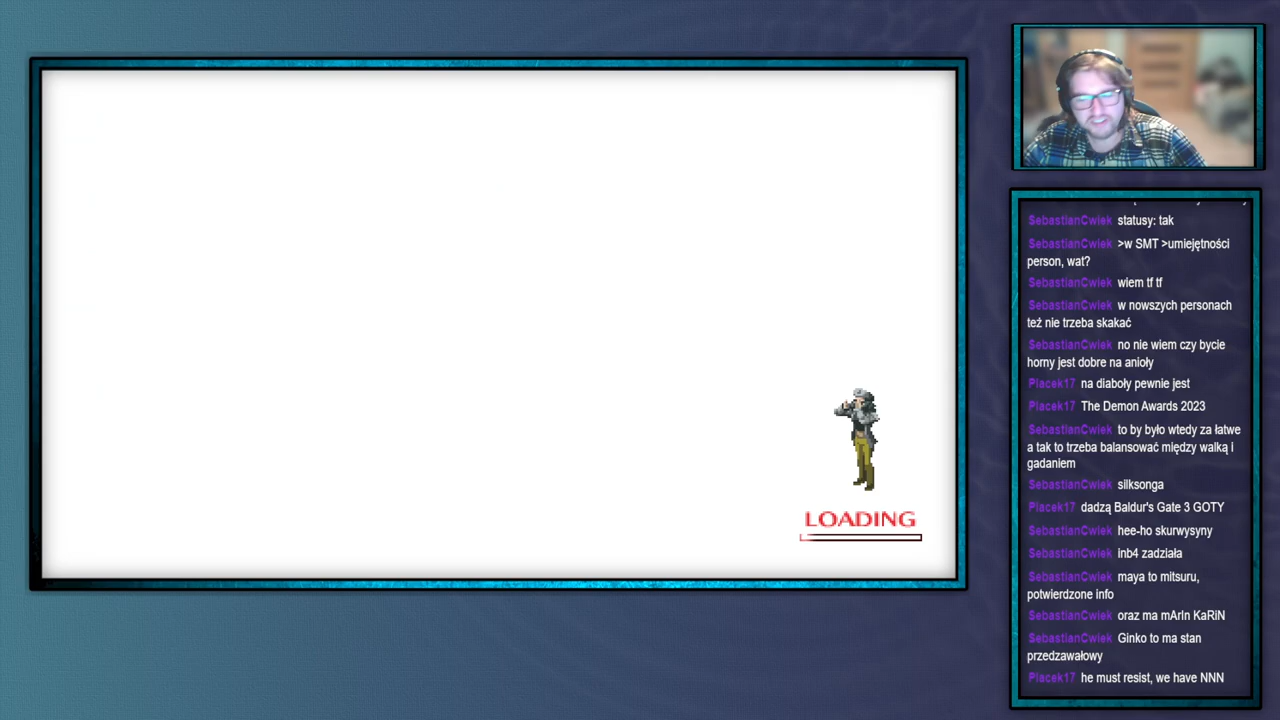 SebastianCwiek statusy: tak
SebastianCwiek >w SMT >umiejętności
person, wat?
SebastianCwiek wiem tf tf
SebastianCwiek w nowszych personach
też nie trzeba skakać
SebastianCwiek no nie wiem czy bycie
horny jest dobre na anioły
Placek17 na diaboły pewnie jest
Placek17 The Demon Awards 2023
SebastianCwiek to by było wtedy za łatwe
a tak to trzeba balansować między walką i
gadaniem
SebastianCwiek silksonga
Placek17 dadzą Baldur's Gate 3 GOTY
SebastianCwiek hee-ho skurwysyny
SebastianCwiek inb4 zadziała
SebastianCwiek maya to mitsuru,
potwierdzone info
SebastianCwiek oraz ma mArIn KaRiN
SebastianCwiek Ginko to ma stan
przedzawałowy
Placek17 he must resist, we have NNN
LOADING